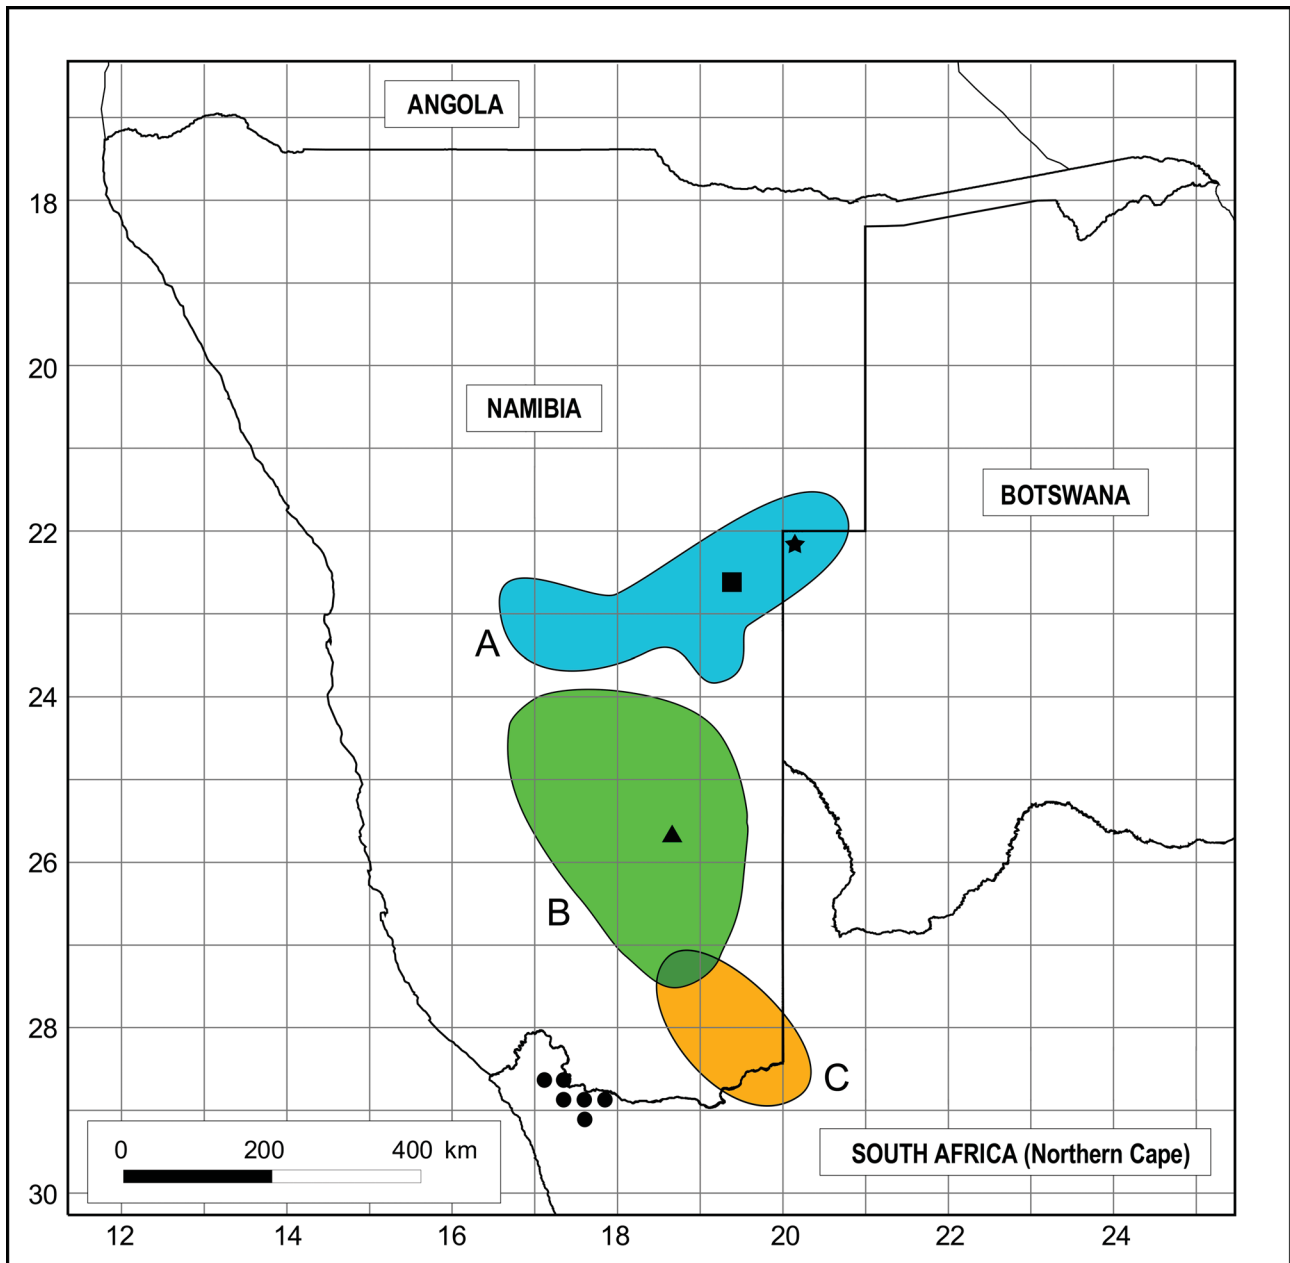 ANGOLA
18
20
NAMIBIA
BOTSWANA
22
A
24
26
B
28
C
0 200 400 km
SOUTH AFRICA (Northern Cape)
30
12 14 16 18 20 22 24